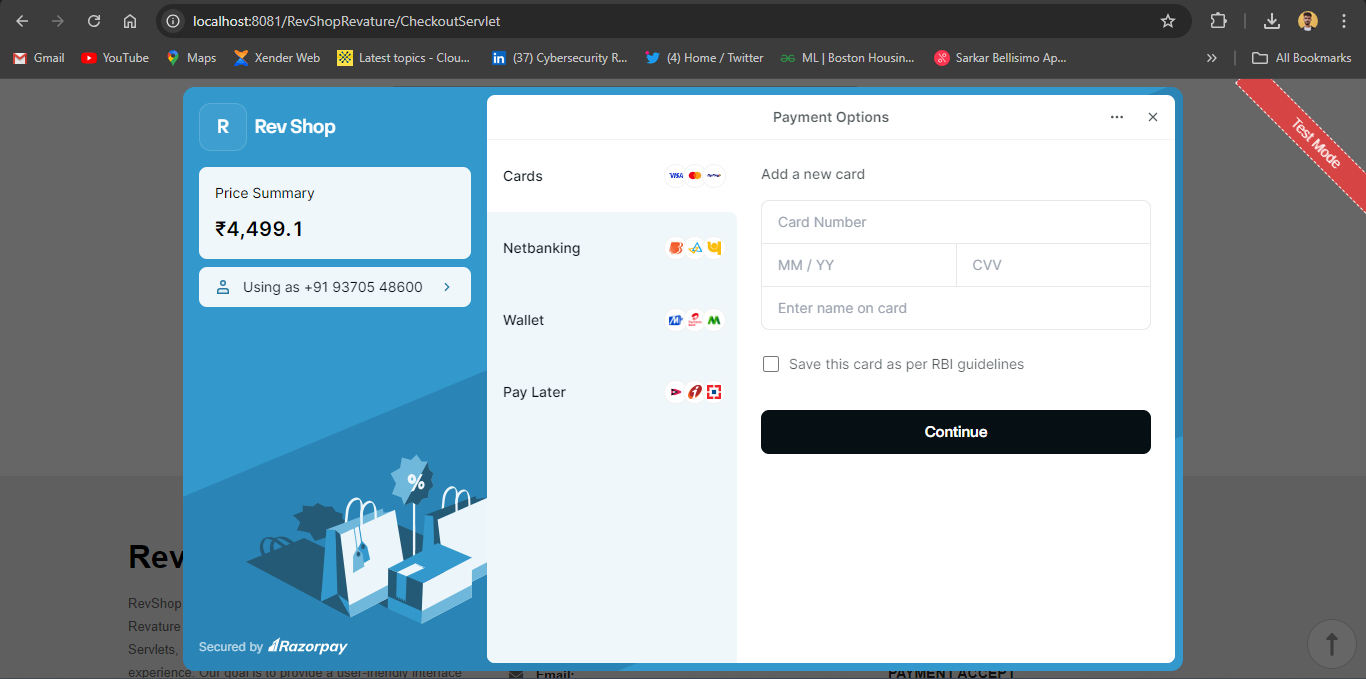 localhost:8081/RevShopRevature/CheckoutServlet
Gmail
YouTube
Maps
Xender Web
Latest topics - Clou...
(37) Cybersecurity R...
(4) Home / Twitter
ML | Boston Housin...
Sarkar Bellisimo Ap...
All Bookmarks
R
Rev Shop
Price Summary
₹4,499.1
Using as +91 93705 48600
%
Secured by Razorpay
Payment Options
Cards
VISA
Netbanking
Wallet
Pay Later
Add a new card
Card Number
MM / YY
CVV
Enter name on card
Save this card as per RBI guidelines
Continue
Test Mode
Rev
RevShop
Revature
Servlets,
experience. Our goal is to provide a user-friendly interface
Email:
PAYMENT ACCEPT